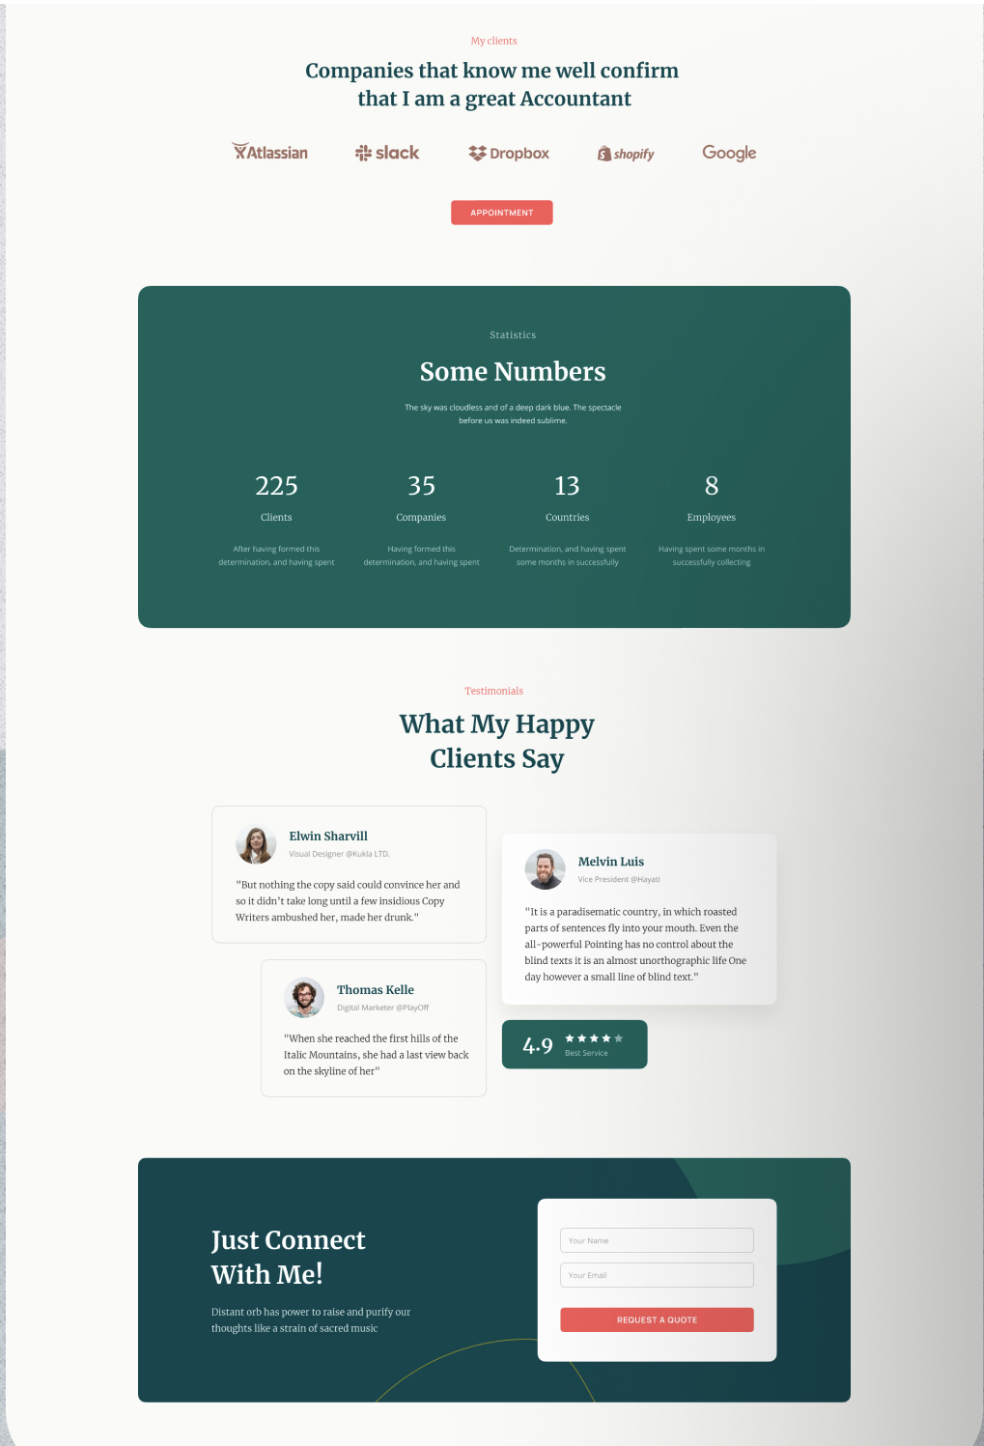 My clients
Companies that know me well confirm
that I am a great Accountant
Atlassian
slack
Dropbox
shopify
Google
APPOINTMENT
Statistics
Some Numbers
The sky was cloudless and of a deep dark blue. The spectacle
before us was indeed sublime.
225
Clients
After having formed this
determination, and having spent
35
Companies
Having formed this
determination, and having spent
13
Countries
Determination, and having spent
some months in successfully
8
Employees
Having spent some months in
successfully collecting
Testimonials
What My Happy
Clients Say
Elwin Sharvill
Visual Designer @Kukla LTD.
"But nothing the copy said could convince her and
so it didn't take long until a few insidious Copy
Writers ambushed her, made her drunk."
Thomas Kelle
Digital Marketer @PlayOff
"When she reached the first hills of the
Italic Mountains, she had a last view back
on the skyline of her"
Melvin Luis
Vice President @Hayati
"It is a paradisematic country, in which roasted
parts of sentences fly into your mouth. Even the
all-powerful Pointing has no control about the
blind texts it is an almost unorthographic life One
day however a small line of blind text."
4.9
Best Service
Just Connect
With Me!
Distant orb has power to raise and purify our
thoughts like a strain of sacred music
Your Name
Your Email
REQUEST A QUOTE